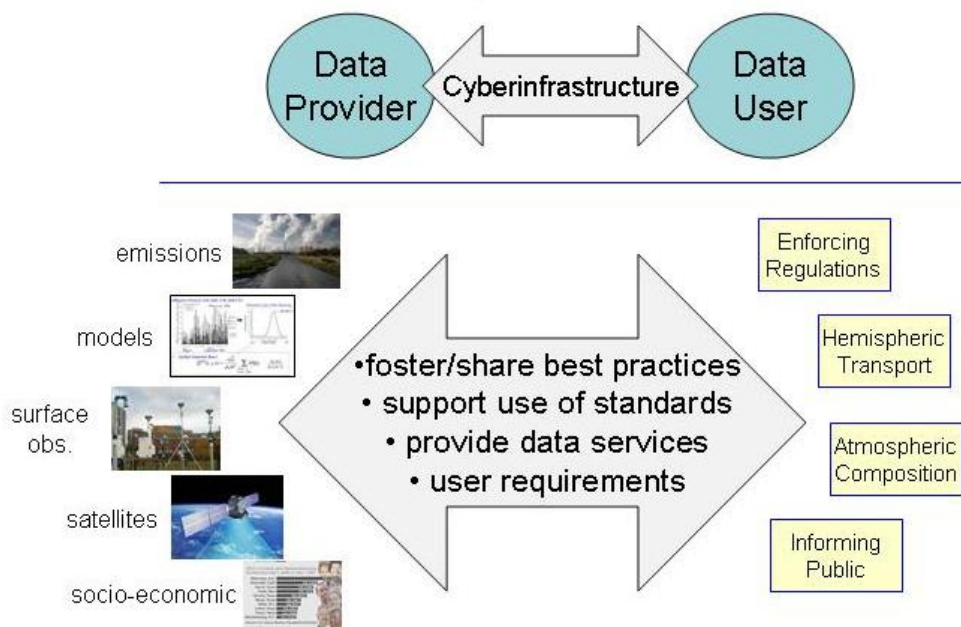 Data
Provider
Cyberinfrastructure
Data
User
emissions
models
surface
obs.
satellites
socio-economic
•foster/share best practices
• support use of standards
• provide data services
• user requirements
Enforcing
Regulations
Hemispheric
Transport
Atmospheric
Composition
Informing
Public